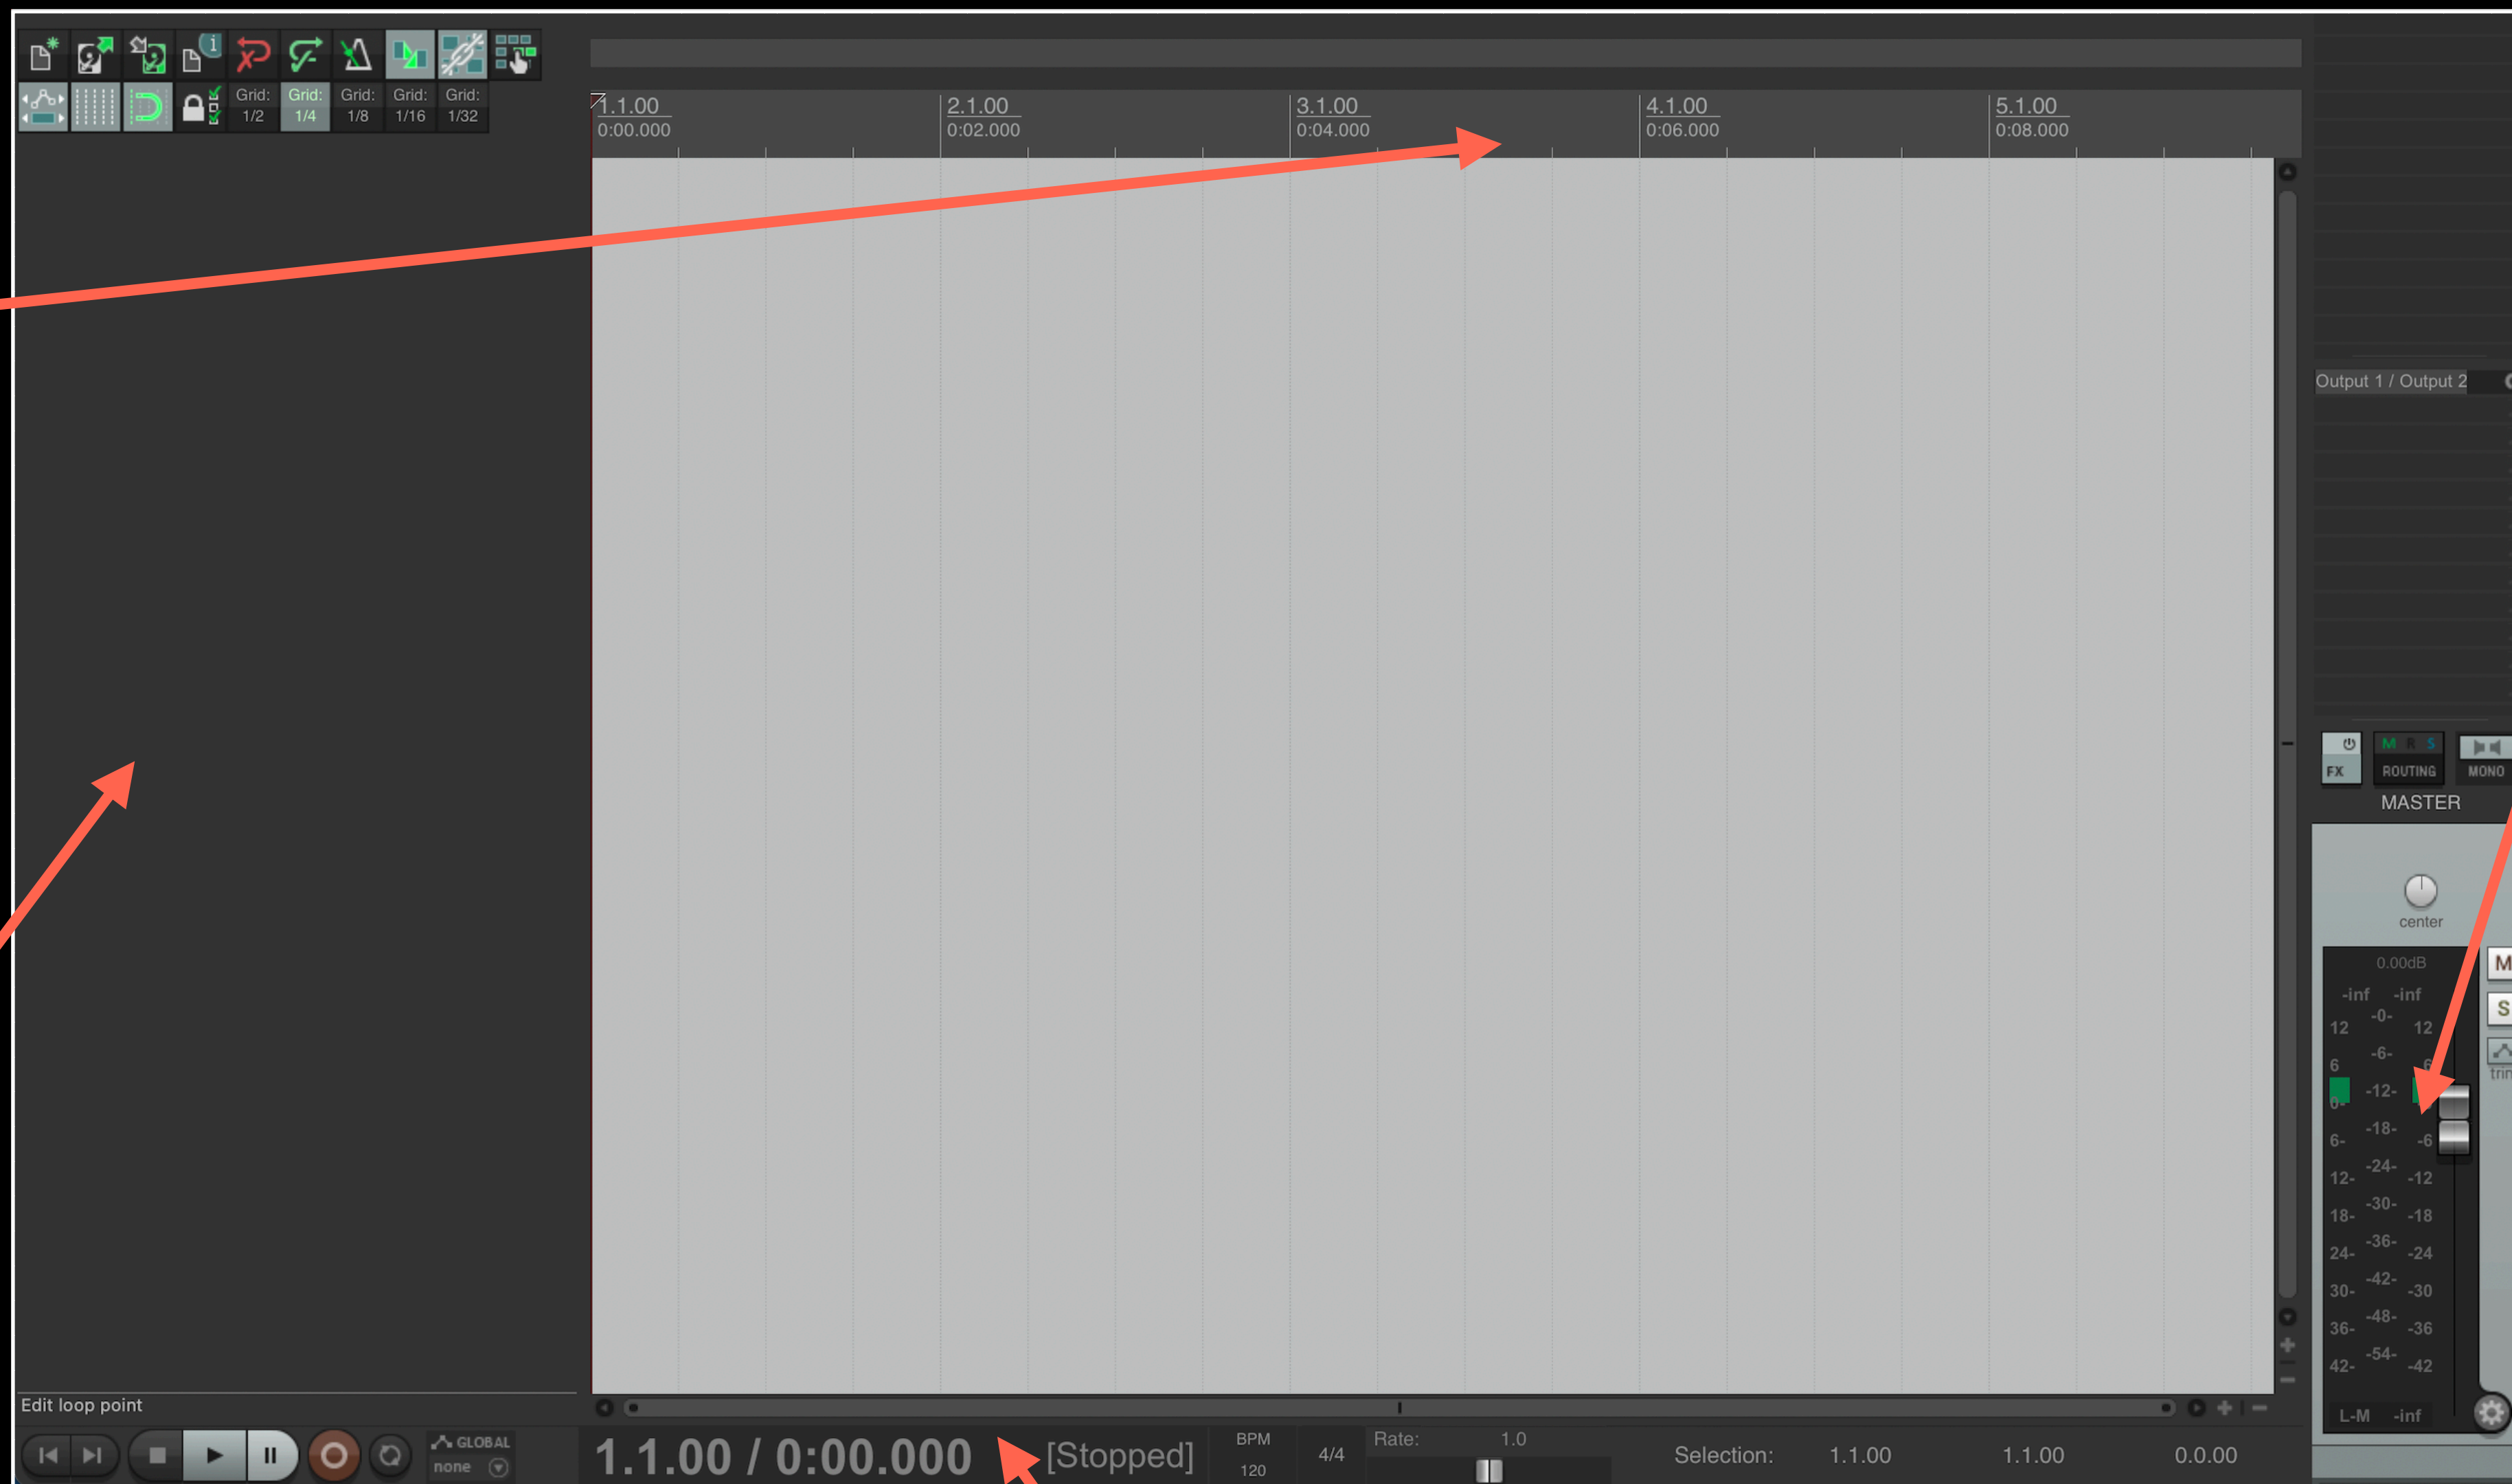 Grid: Grid: Grid: Grid: Grid:
1/2 1/4 1/8 1/16 1/32
1.1.00 2.1.00 3.1.00 4.1.00 5.1.00
0:00.000 0:02.000 0:04.000 0:06.000 0:08.000
Output 1 / Output 2
M R S
FX ROUTING MONO
MASTER
center
0.00dB
M
-inf -inf
S
-0-
12 12
-6-
6 6
trim
-12-
0-
-18-
6- -6
-24-
12- -12
-30-
18- -18
-36-
24- -24
-42-
30- -30
-48-
36- -36
-54-
42- -42
L-M -inf
Edit loop point
GLOBAL
none
1.1.00 / 0:00.000 [Stopped]
BPM
120
4/4
Rate: 1.0
Selection: 1.1.00 1.1.00 0.0.00